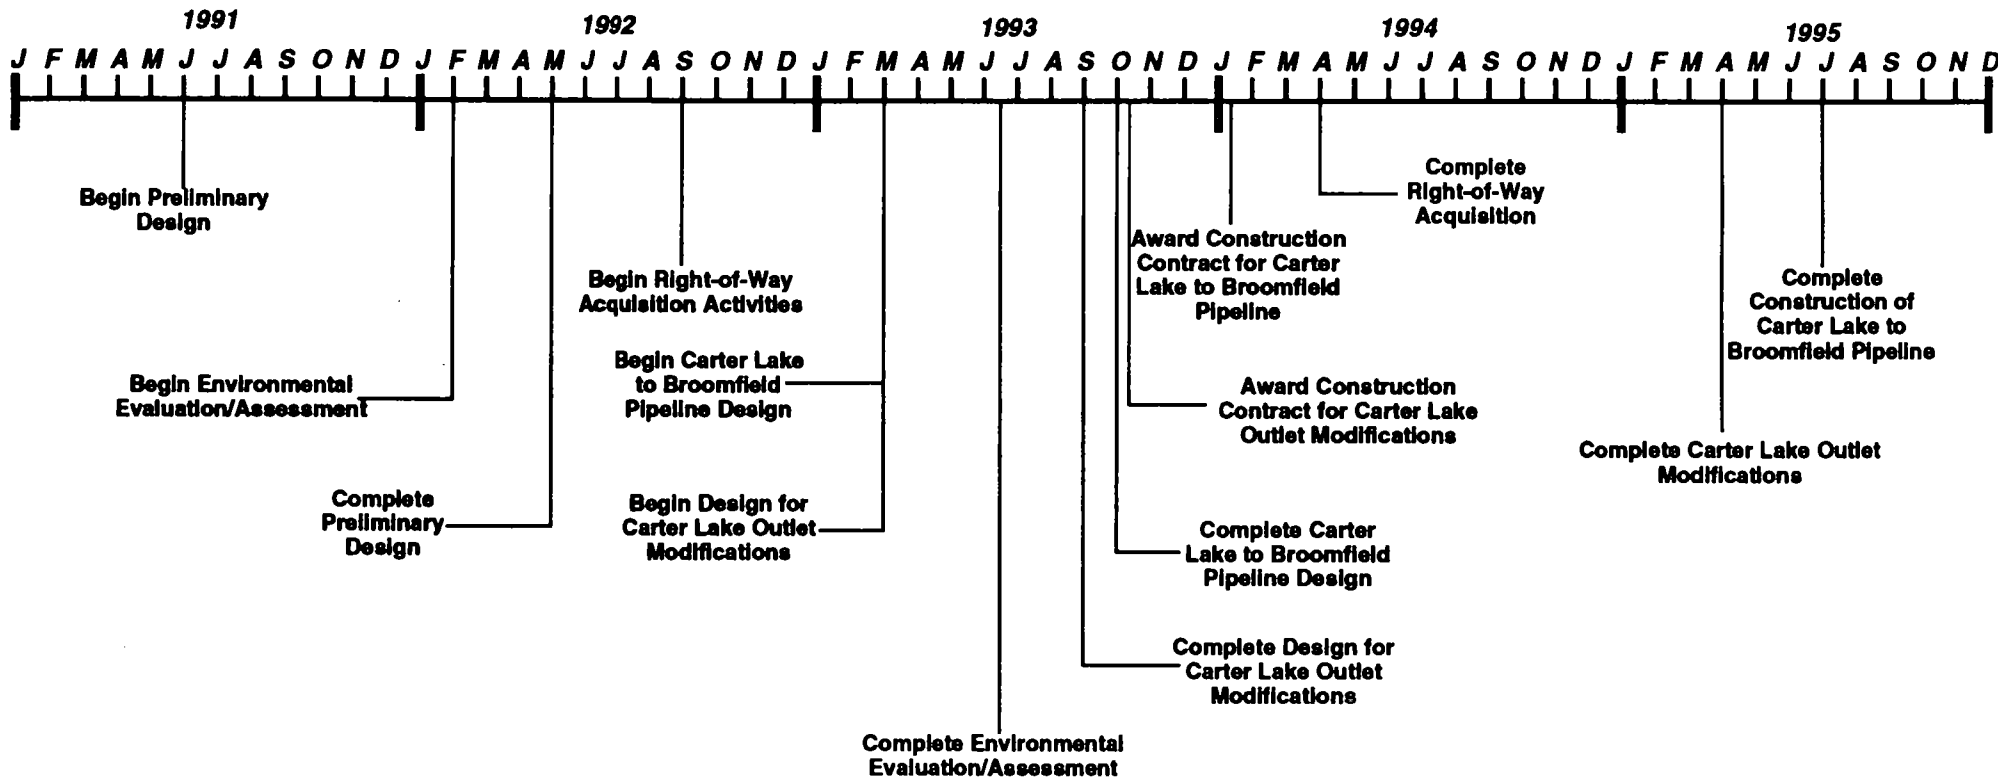 1991 1992 1993 1994 1995
J F M A M J J A S O N D J F M A M J J A S O N D J F M A M J J A S O N D J F M A M J J A S O N D J F M A M J J A S O N D
Begin Preliminary
Design
Begin Environmental
Evaluation/Assessment
Complete
Preliminary
Design
Begin Right-of-Way
Acquisition Activities
Begin Carter Lake
to Broomfield
Pipeline Design
Begin Design for
Carter Lake Outlet
Modifications
Complete Environmental
Evaluation/Assessment
Complete Design for
Carter Lake Outlet
Modifications
Complete Carter
Lake to Broomfield
Pipeline Design
Award Construction
Contract for Carter Lake
Outlet Modifications
Award Construction
Contract for Carter
Lake to Broomfield
Pipeline
Complete
Right-of-Way
Acquisition
Complete Carter Lake Outlet
Modifications
Complete
Construction of
Carter Lake to
Broomfield Pipeline